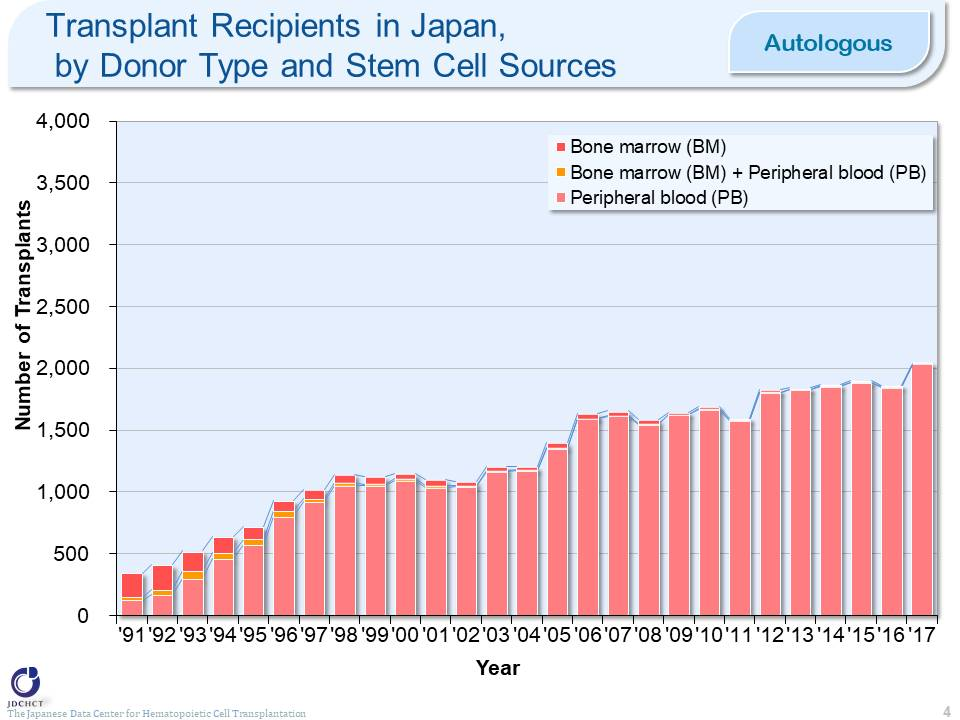 Transplant Recipients in Japan,
by Donor Type and Stem Cell Sources
Autologous
4,000
3,500
3,000
2,500
2,000
1,500
1,000
500
0
Number of Transplants
Bone marrow (BM)
Bone marrow (BM) + Peripheral blood (PB)
Peripheral blood (PB)
'91 '92 '93 '94 '95 '96 '97 '98 '99 '00 '01 '02 '03 '04 '05 '06 '07 '08 '09 '10 '11 '12 '13 '14 '15 '16 '17
Year
JDCHCT
The Japanese Data Center for Hematopoietic Cell Transplantation
4